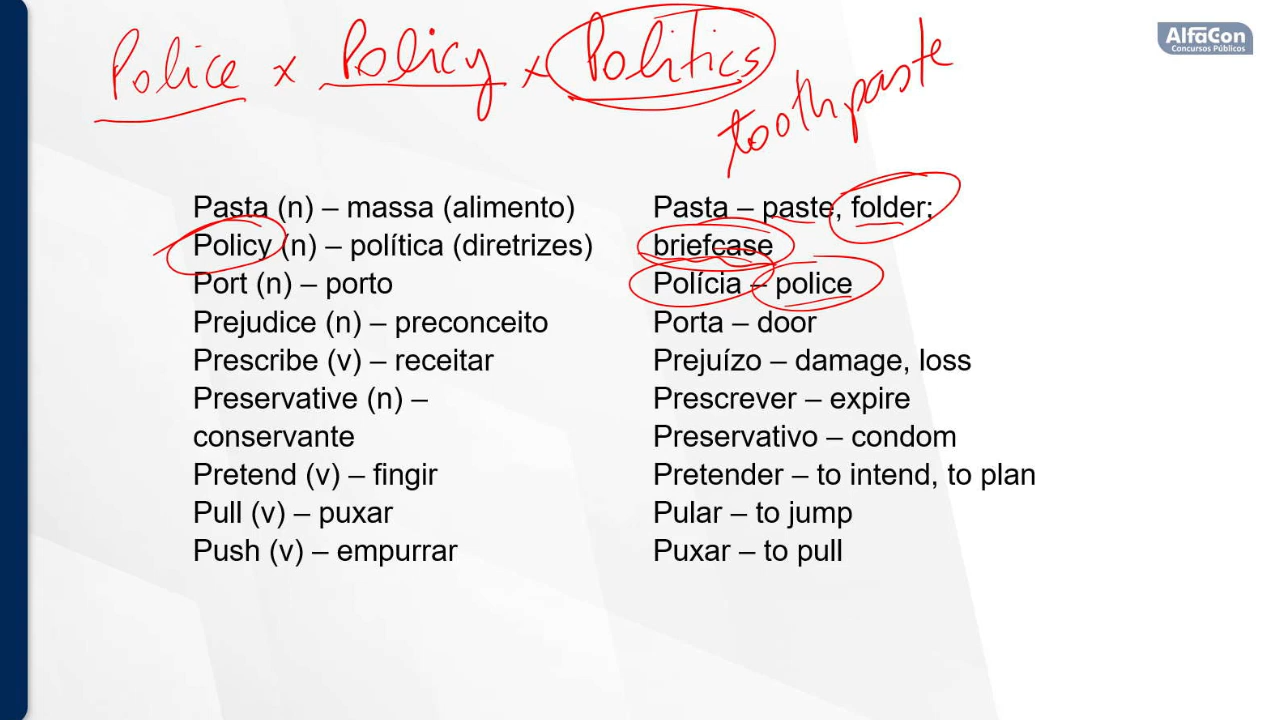 Police x Policy x Politics
toothpaste
AlfaCon
Concursos Públicos
Pasta (n) – massa (alimento)
Policy (n) – política (diretrizes)
Port (n) – porto
Prejudice (n) – preconceito
Prescribe (v) – receitar
Preservative (n) –
conservante
Pretend (v) – fingir
Pull (v) – puxar
Push (v) – empurrar
Pasta – paste, folder;
briefcase
Polícia – police
Porta – door
Prejuízo – damage, loss
Prescrever – expire
Preservativo – condom
Pretender – to intend, to plan
Pular – to jump
Puxar – to pull